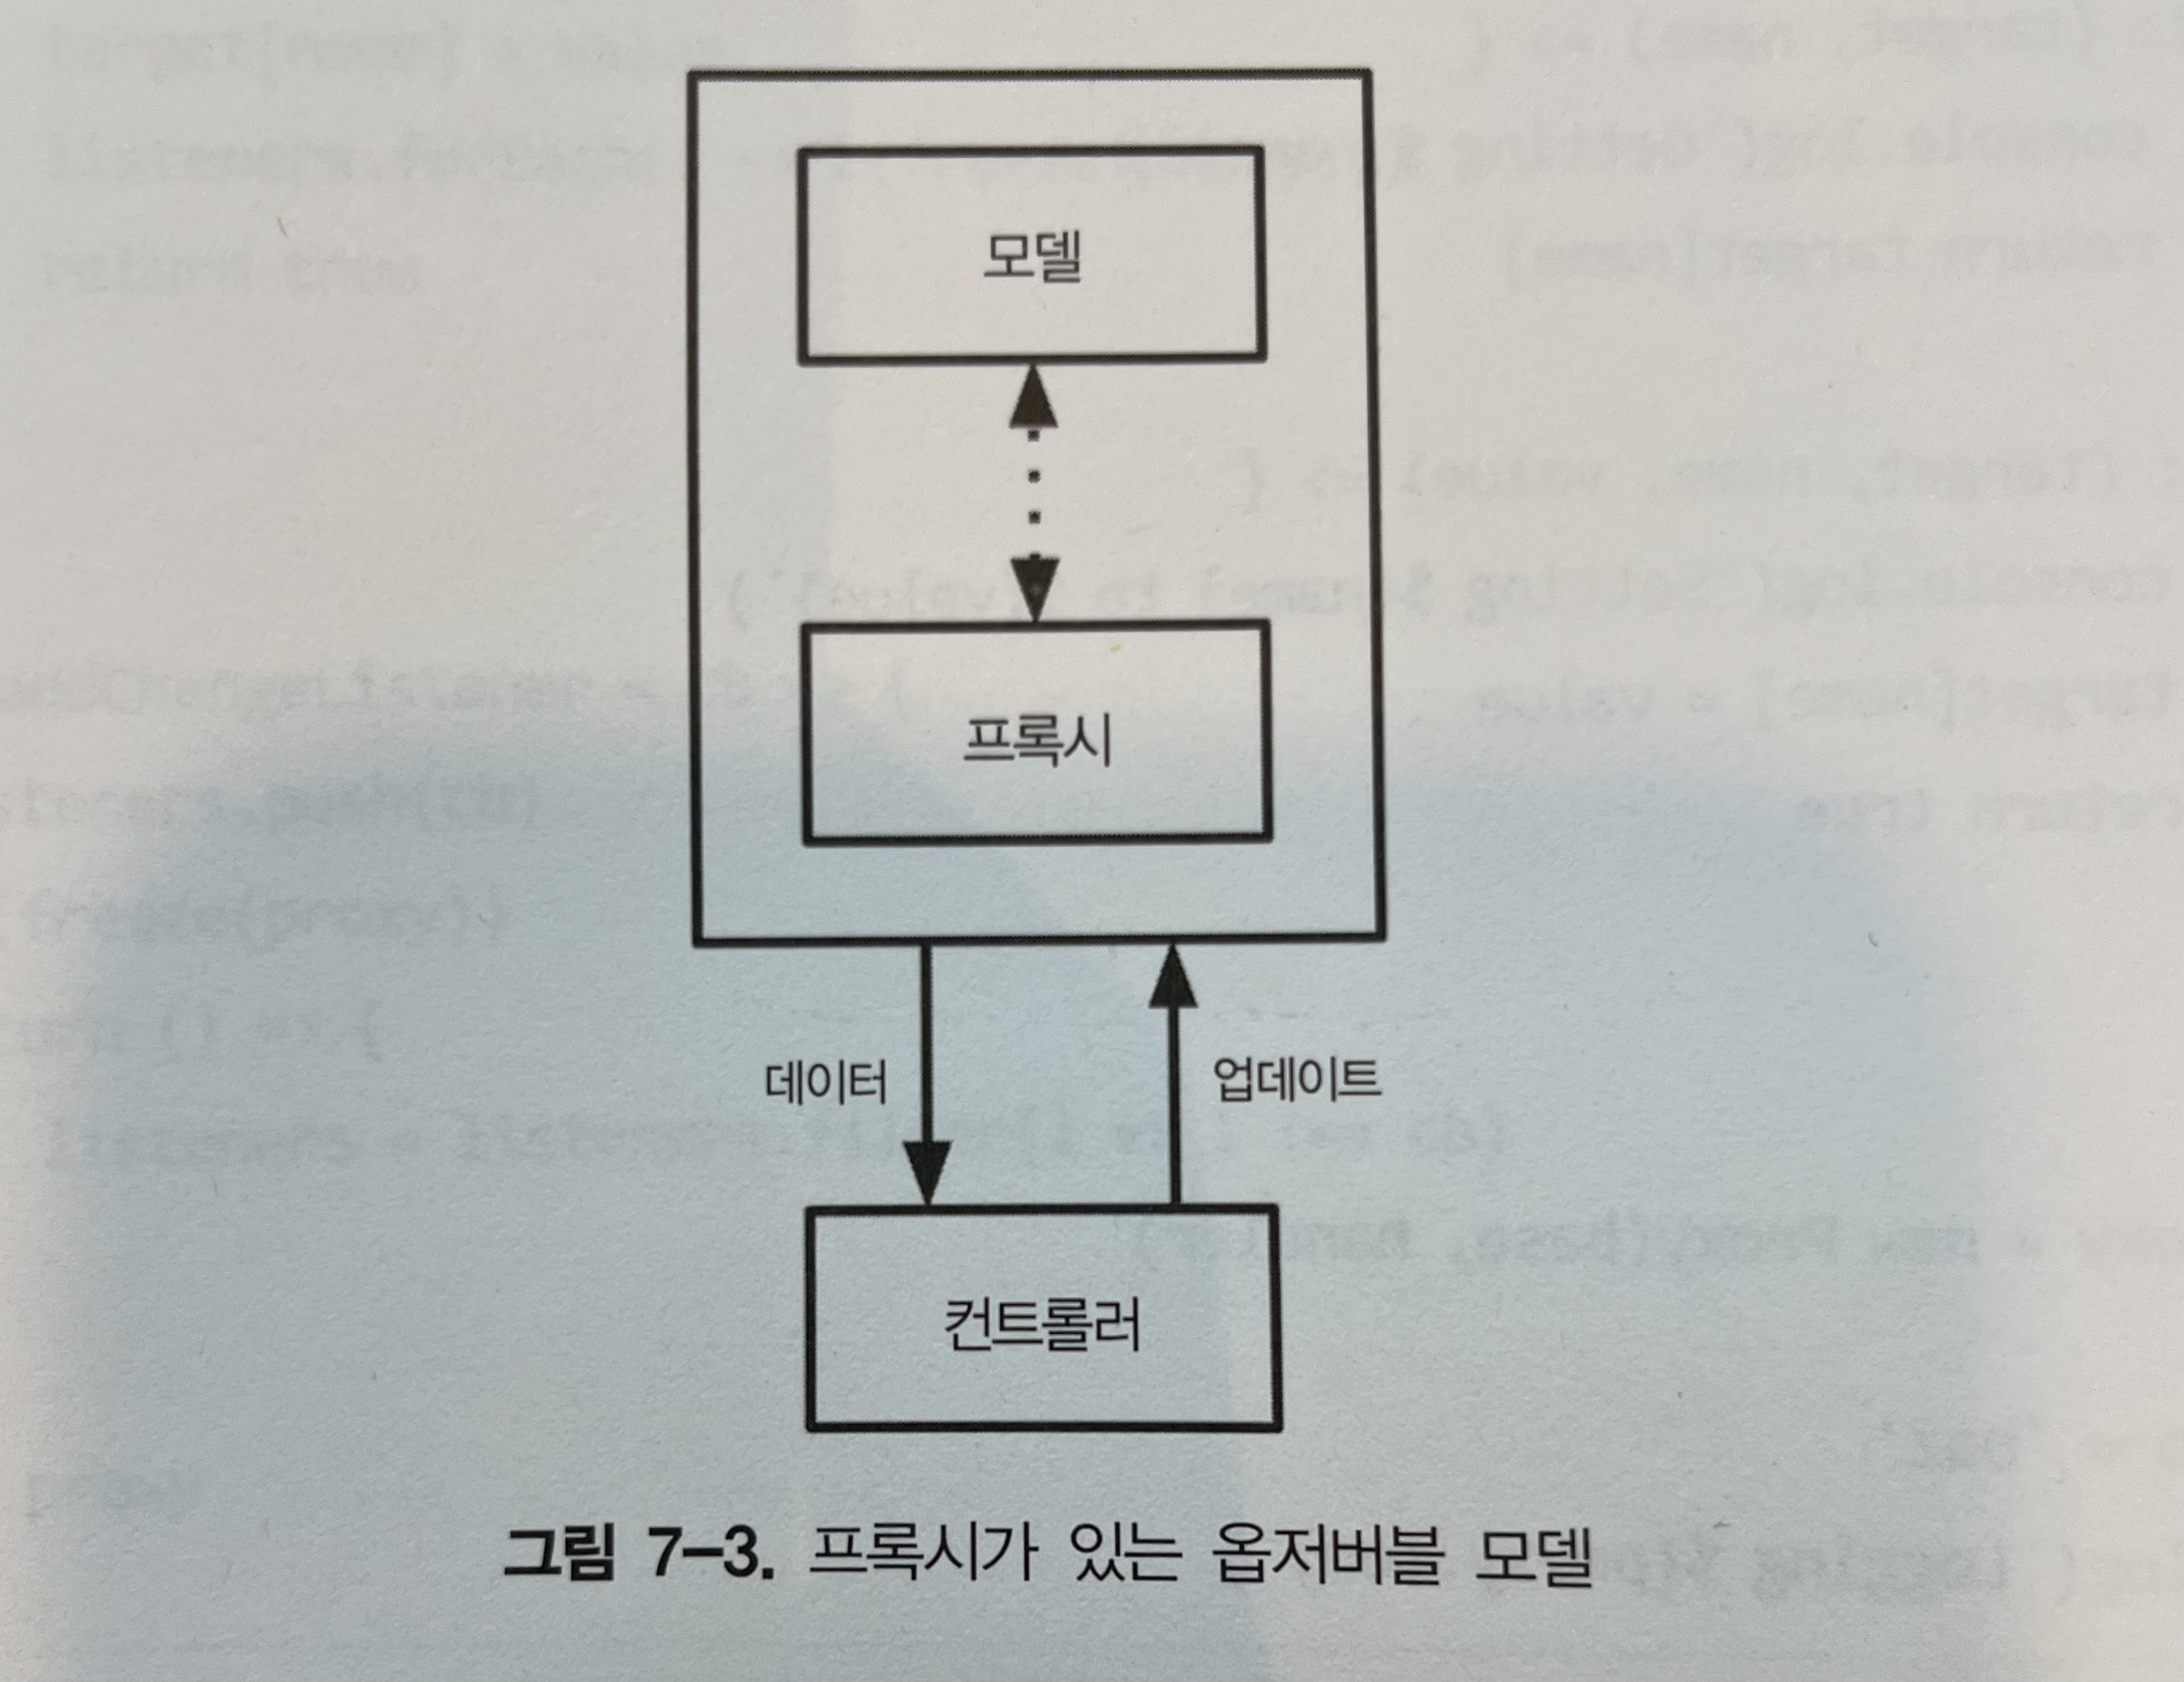 모델
프록시
데이터
업데이트
컨트롤러
그림 7-3. 프록시가 있는 옵저버블 모델